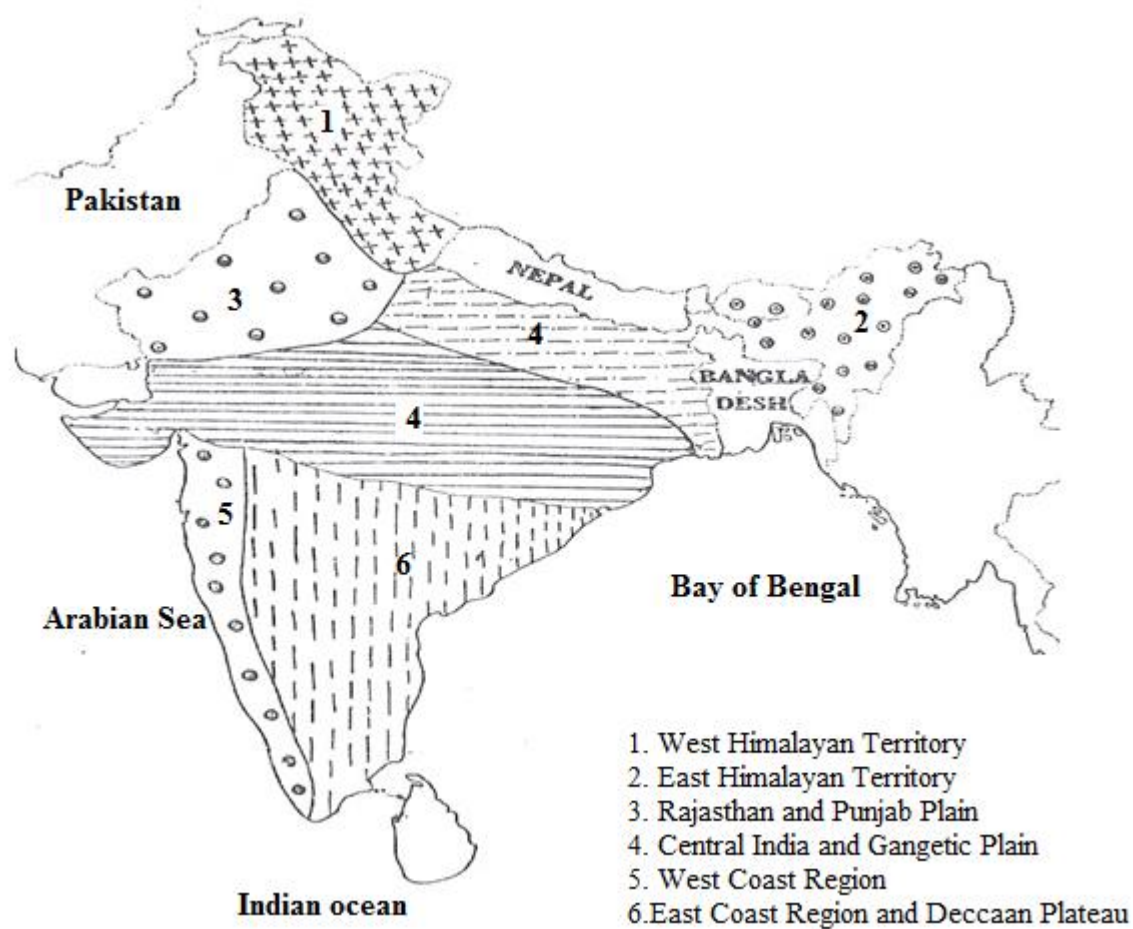 1
Pakistan
NEPAL
3
2
4
BANGLA
DESH
4
5
6
Bay of Bengal
Arabian Sea
1. West Himalayan Territory
2. East Himalayan Territory
3. Rajasthan and Punjab Plain
4. Central India and Gangetic Plain
5. West Coast Region
6.East Coast Region and Deccaan Plateau
Indian ocean